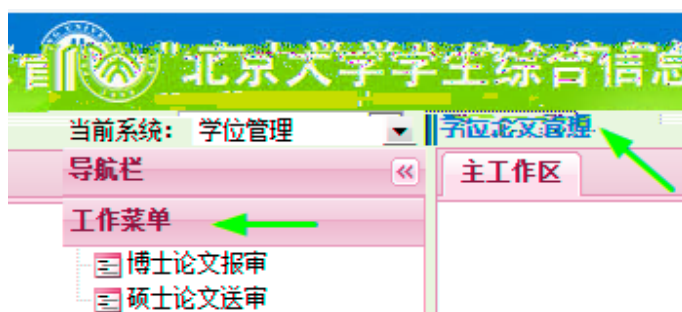 北京大学学生综合信息
当前系统： 学位管理 学位论文管理
导航栏 主工作区
工作菜单
博士论文报审
硕士论文送审